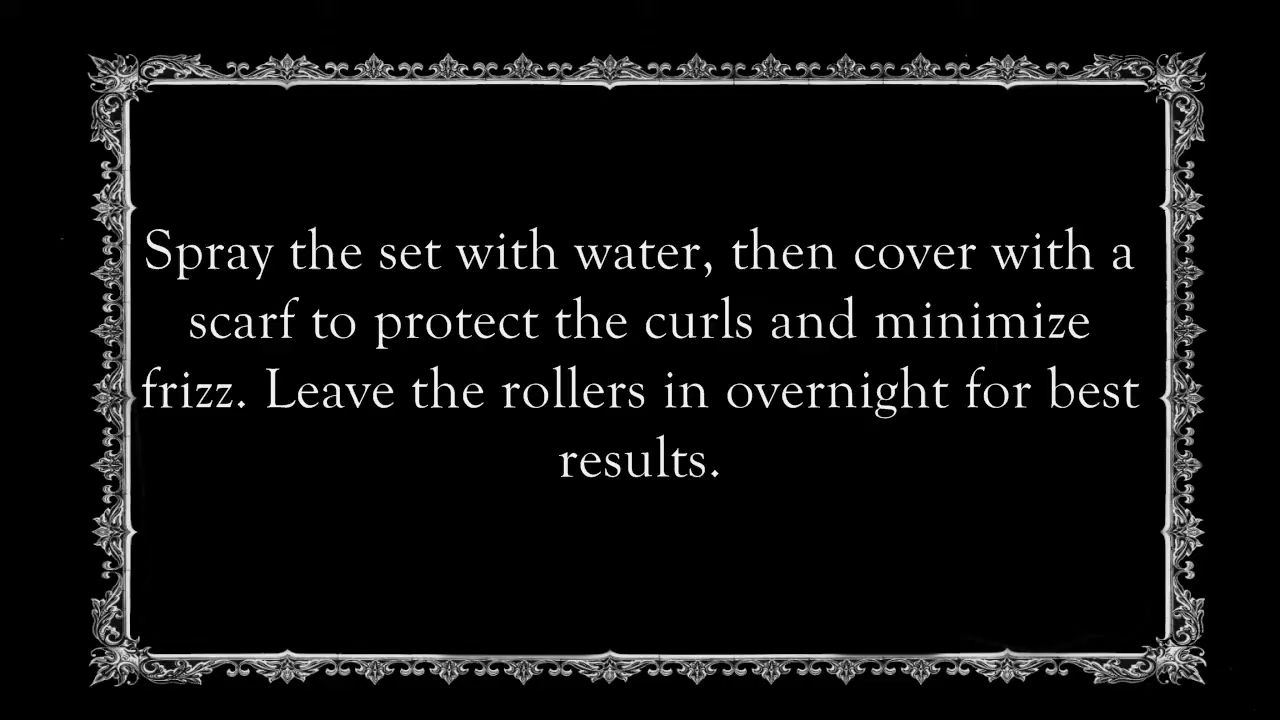 Spray the set with water, then cover with a
scarf to protect the curls and minimize
frizz. Leave the rollers in overnight for best
results.